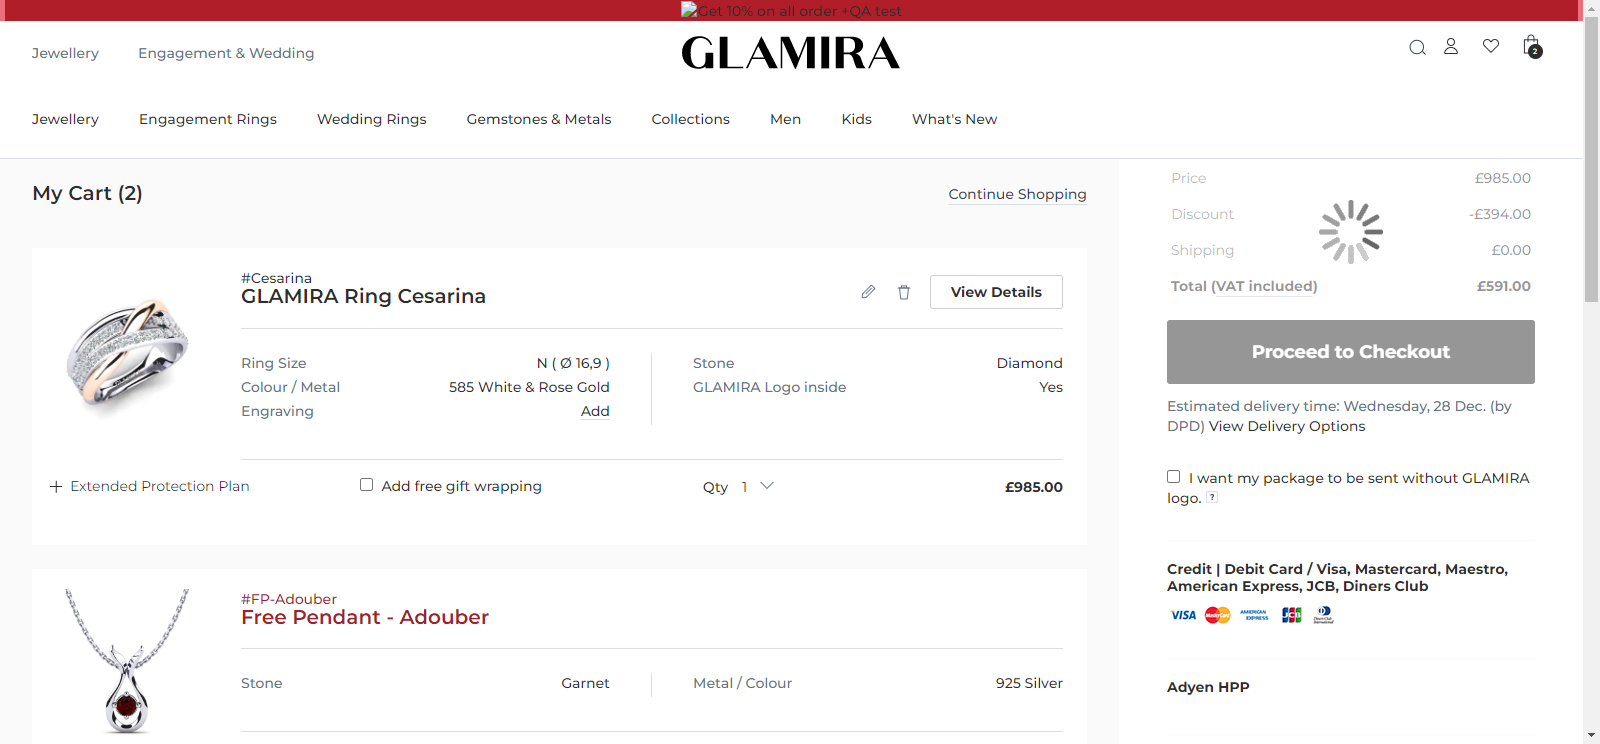 Get 10% on all order +QA test
Jewellery
Engagement & Wedding
GLAMIRA
2
Jewellery
Engagement Rings
Wedding Rings
Gemstones & Metals
Collections
Men
Kids
What's New
My Cart (2)
Continue Shopping
#Cesarina
GLAMIRA Ring Cesarina
View Details
Ring Size
N ( Ø 16,9 )
Colour / Metal
585 White & Rose Gold
Engraving
Add
Stone
Diamond
GLAMIRA Logo inside
Yes
+ Extended Protection Plan
Add free gift wrapping
Qty 1
£985.00
#FP-Adouber
Free Pendant - Adouber
Stone
Garnet
Metal / Colour
925 Silver
Price
£985.00
Discount
-£394.00
Shipping
£0.00
Total (VAT included)
£591.00
Proceed to Checkout
Estimated delivery time: Wednesday, 28 Dec. (by
DPD) View Delivery Options
I want my package to be sent without GLAMIRA
logo. ?
Credit | Debit Card / Visa, Mastercard, Maestro,
American Express, JCB, Diners Club
VISA
MasterCard
AMERICAN EXPRESS
JCB
Diners Club
Adyen HPP